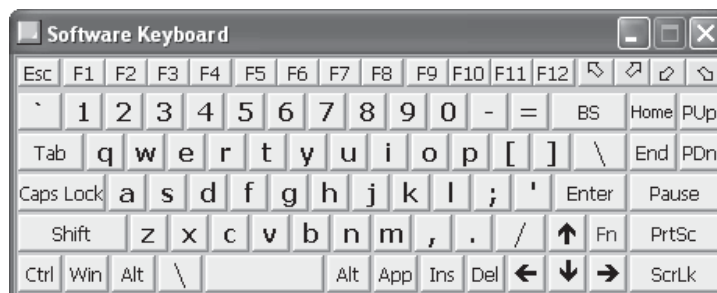 Software Keyboard
Esc F1 F2 F3 F4 F5 F6 F7 F8 F9 F10 F11 F12
` 1 2 3 4 5 6 7 8 9 0 - = BS Home PUp
Tab q w e r t y u i o p [ ] \ End PDn
Caps Lock a s d f g h j k l ; ' Enter Pause
Shift z x c v b n m , . / ↑ Fn PrtSc
Ctrl Win Alt \ Alt App Ins Del ← ↓ → ScrLk